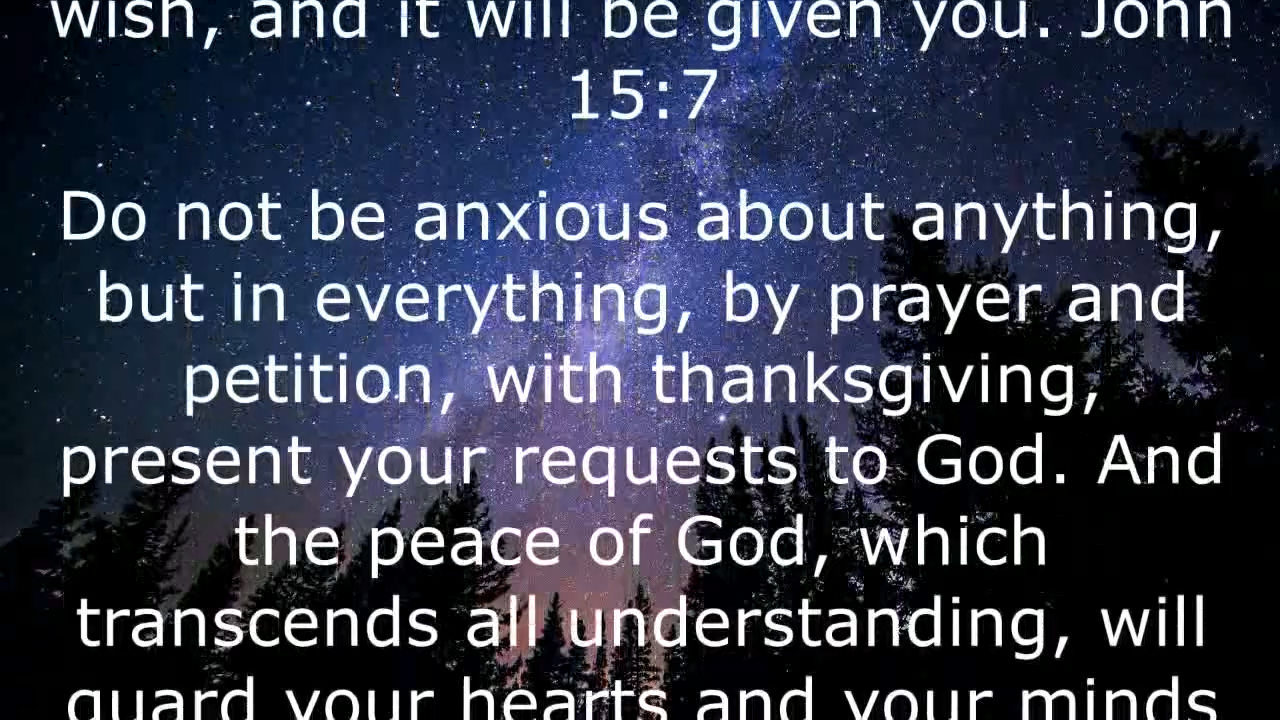 wish, and it will be given you. John
15:7
Do not be anxious about anything,
but in everything, by prayer and
petition, with thanksgiving,
present your requests to God. And
the peace of God, which
transcends all understanding, will
guard your hearts and your minds